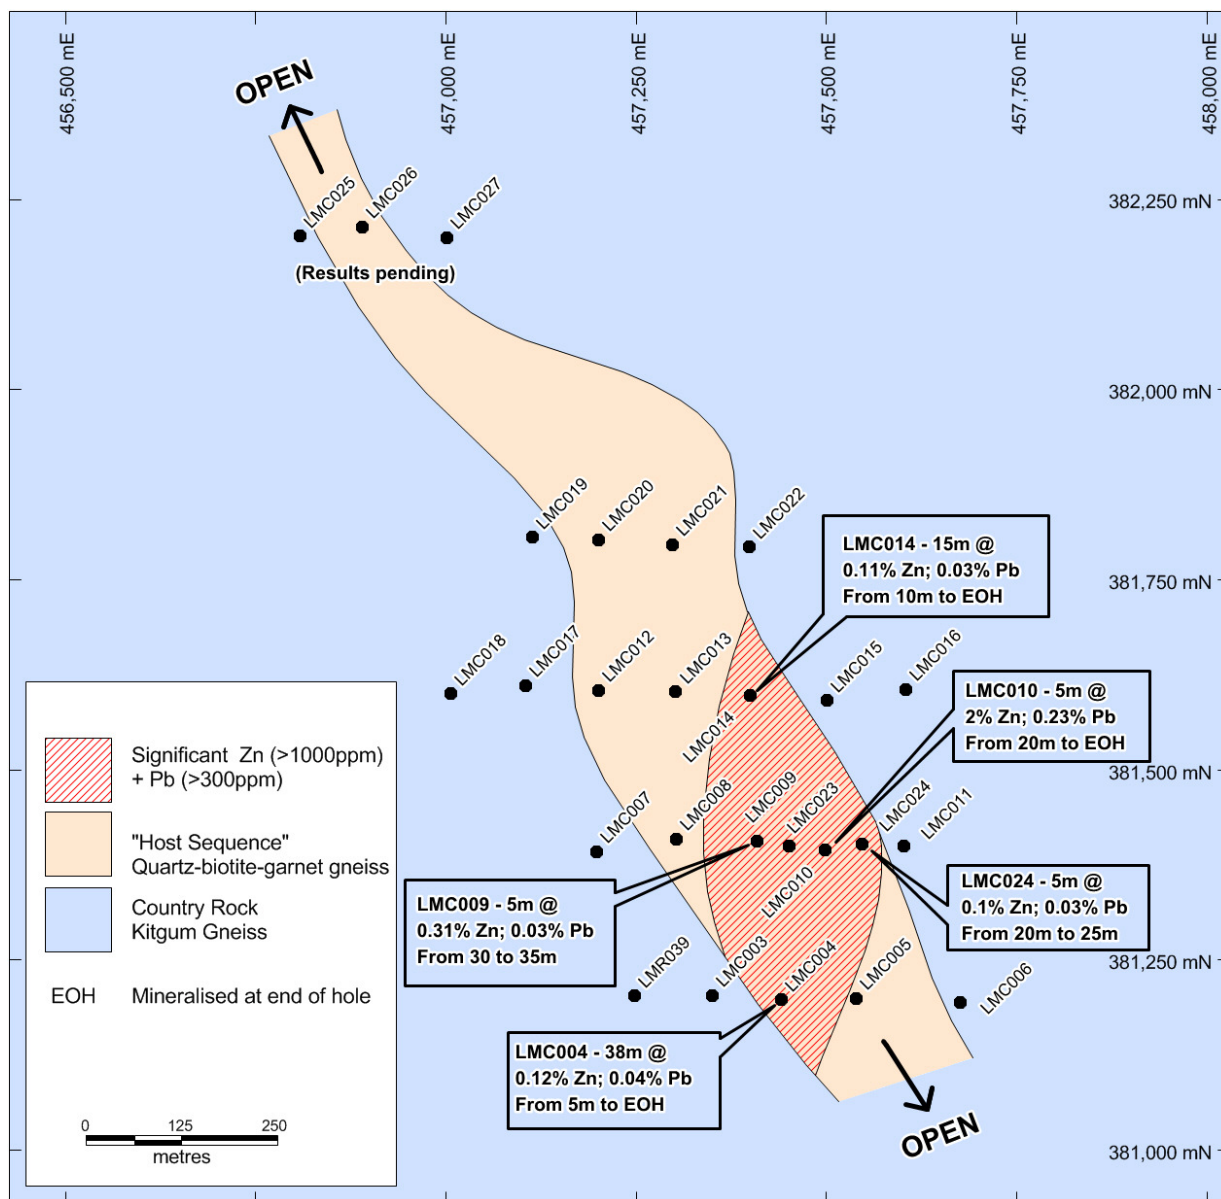 456,500 mE
457,000 mE
457,250 mE
457,500 mE
457,750 mE
458,000 mE
OPEN
382,250 mN
LMC025
LMC026
LMC027
(Results pending)
382,000 mN
LMC019
LMC020
LMC021
LMC022
LMC014 - 15m @
0.11% Zn; 0.03% Pb
From 10m to EOH
381,750 mN
LMC018
LMC017
LMC012
LMC013
LMC014
LMC015
LMC016
LMC010 - 5m @
2% Zn; 0.23% Pb
From 20m to EOH
381,500 mN
LMC007
LMC008
LMC009
LMC023
LMC010
LMC024
LMC011
LMC009 - 5m @
0.31% Zn; 0.03% Pb
From 30 to 35m
LMC024 - 5m @
0.1% Zn; 0.03% Pb
From 20m to 25m
381,250 mN
LMR039
LMC003
LMC004
LMC005
LMC006
LMC004 - 38m @
0.12% Zn; 0.04% Pb
From 5m to EOH
OPEN
381,000 mN
Significant Zn (>1000ppm)
+ Pb (>300ppm)
"Host Sequence"
Quartz-biotite-garnet gneiss
Country Rock
Kitgum Gneiss
EOH Mineralised at end of hole
0 125 250
metres